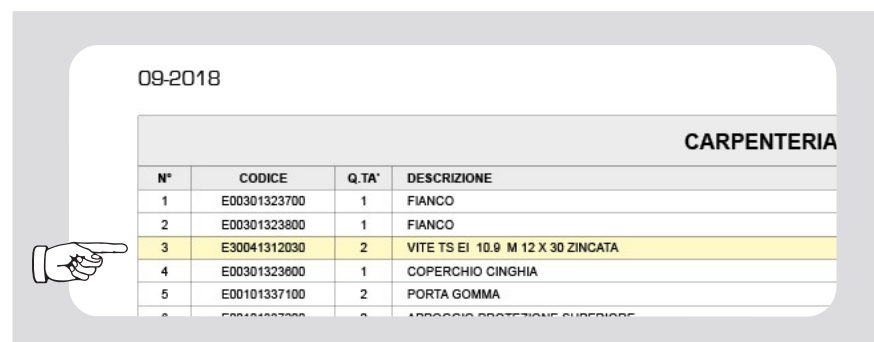 09-2018
CARPENTERIA
N° CODICE Q.TA' DESCRIZIONE
1 E00301323700 1 FIANCO
2 E00301323800 1 FIANCO
3 E30041312030 2 VITE TS EI 10.9 M 12 X 30 ZINCATA
4 E00301323600 1 COPERCHIO CINGHIA
5 E00101337100 2 PORTA GOMMA